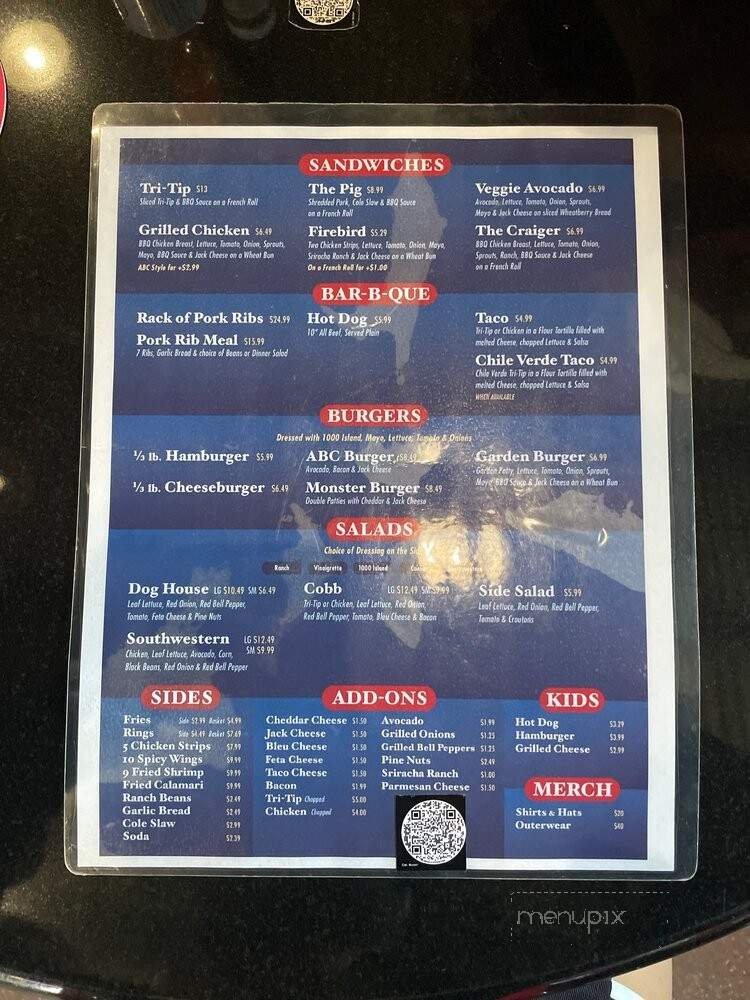 SANDWICHES
Tri-Tip $13
Sliced Tri-Tip & BBQ Sauce on a French Roll
The Pig $8.99
Shredded Pork, Cole Slaw & BBQ Sauce
on a French Roll
Veggie Avocado $6.99
Avocado, Lettuce, Tomato, Onion, Sprouts,
Mayo & Jack Cheese on sliced Wheatberry Bread
Grilled Chicken $6.49
BBQ Chicken Breast, Lettuce, Tomato, Onion, Sprouts,
Mayo, BBQ Sauce & Jack Cheese on a Wheat Bun
ABC Style for +$2.99
Firebird $5.29
Two Chicken Strips, Lettuce, Tomato, Onion, Mayo,
Sriracha Ranch & Jack Cheese on a Wheat Bun
On a French Roll for +$1.00
The Craiger $6.99
BBQ Chicken Breast, Lettuce, Tomato, Onion,
Sprouts, Ranch, BBQ Sauce & Jack Cheese
on a French Roll
BAR-B-QUE
Rack of Pork Ribs $24.99
Pork Rib Meal $15.99
7 Ribs, Garlic Bread & choice of Beans or Dinner Salad
Hot Dog $5.99
10" All Beef, Served Plain
Taco $4.99
Tri-Tip or Chicken in a Flour Tortilla filled with
melted Cheese, chopped Lettuce & Salsa
Chile Verde Taco $4.99
Chile Verde Tri-Tip in a Flour Tortilla filled with
melted Cheese, chopped Lettuce & Salsa
WHEN AVAILABLE
BURGERS
Dressed with 1000 Island, Mayo, Lettuce, Tomato & Onions
⅓ lb. Hamburger $5.99
⅓ lb. Cheeseburger $6.49
ABC Burger $8.49
Avocado, Bacon & Jack Cheese
Monster Burger $8.49
Double Patties with Cheddar & Jack Cheese
Garden Burger $6.99
Garden Patty, Lettuce, Tomato, Onion, Sprouts,
Mayo, BBQ Sauce & Jack Cheese on a Wheat Bun
SALADS
Choice of Dressing on the
Ranch Vinaigrette 1000 Island
Dog House LG $10.49 SM $6.49
Leaf Lettuce, Red Onion, Red Bell Pepper,
Tomato, Feta Cheese & Pine Nuts
Cobb LG $12.49 SM $9.99
Tri-Tip or Chicken, Leaf Lettuce, Red Onion,
Red Bell Pepper, Tomato, Bleu Cheese & Bacon
Side Salad $5.99
Leaf Lettuce, Red Onion, Red Bell Pepper,
Tomato & Croutons
Southwestern LG $12.49
SM $9.99
Chicken, Leaf Lettuce, Avocado, Corn,
Black Beans, Red Onion & Red Bell Pepper
SIDES
Fries Side $2.99 Basket $4.99
Rings Side $4.49 Basket $7.69
5 Chicken Strips $7.99
10 Spicy Wings $9.99
9 Fried Shrimp $9.99
Fried Calamari $9.99
Ranch Beans $2.49
Garlic Bread $2.49
Cole Slaw $2.99
Soda $2.39
ADD-ONS
Cheddar Cheese $1.50
Jack Cheese $1.50
Bleu Cheese $1.50
Feta Cheese $1.50
Taco Cheese $1.50
Bacon $1.99
Tri-Tip Chopped $5.00
Chicken Chopped $4.00
Avocado $1.99
Grilled Onions $1.25
Grilled Bell Peppers $1.25
Pine Nuts $2.49
Sriracha Ranch $1.00
Parmesan Cheese $1.50
KIDS
Hot Dog $3.29
Hamburger $3.99
Grilled Cheese $2.99
MERCH
Shirts & Hats $20
Outerwear $40
menupix